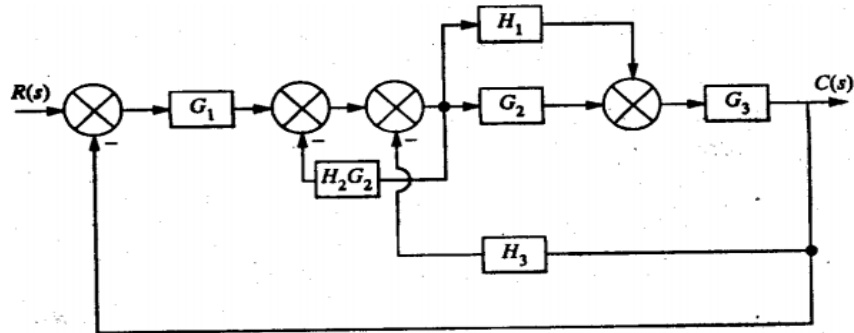 H₁
R(s)
G₁
G₂
G₃
C(s)
−
−
−
H₂G₂
H₃